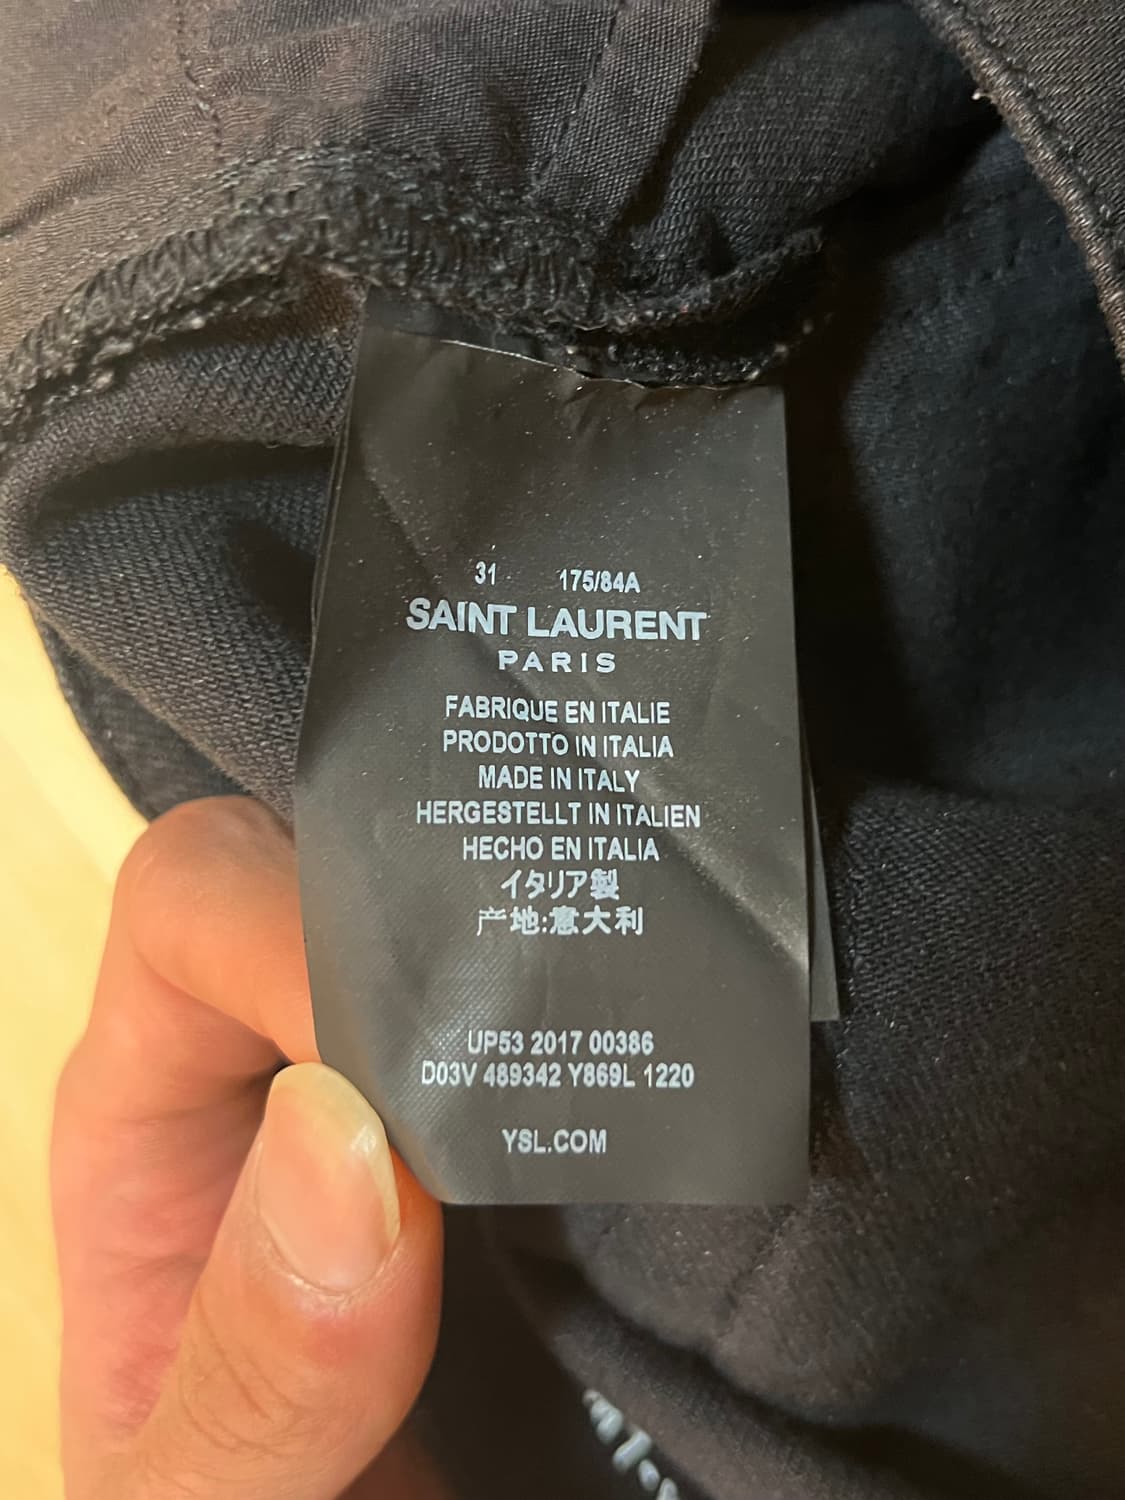 31 175/84A
SAINT LAURENT
PARIS
FABRIQUE EN ITALIE
PRODOTTO IN ITALIA
MADE IN ITALY
HERGESTELLT IN ITALIEN
HECHO EN ITALIA
イタリア製
产地:意大利
UP53 2017 00386
D03V 489342 Y869L 1220
YSL.COM